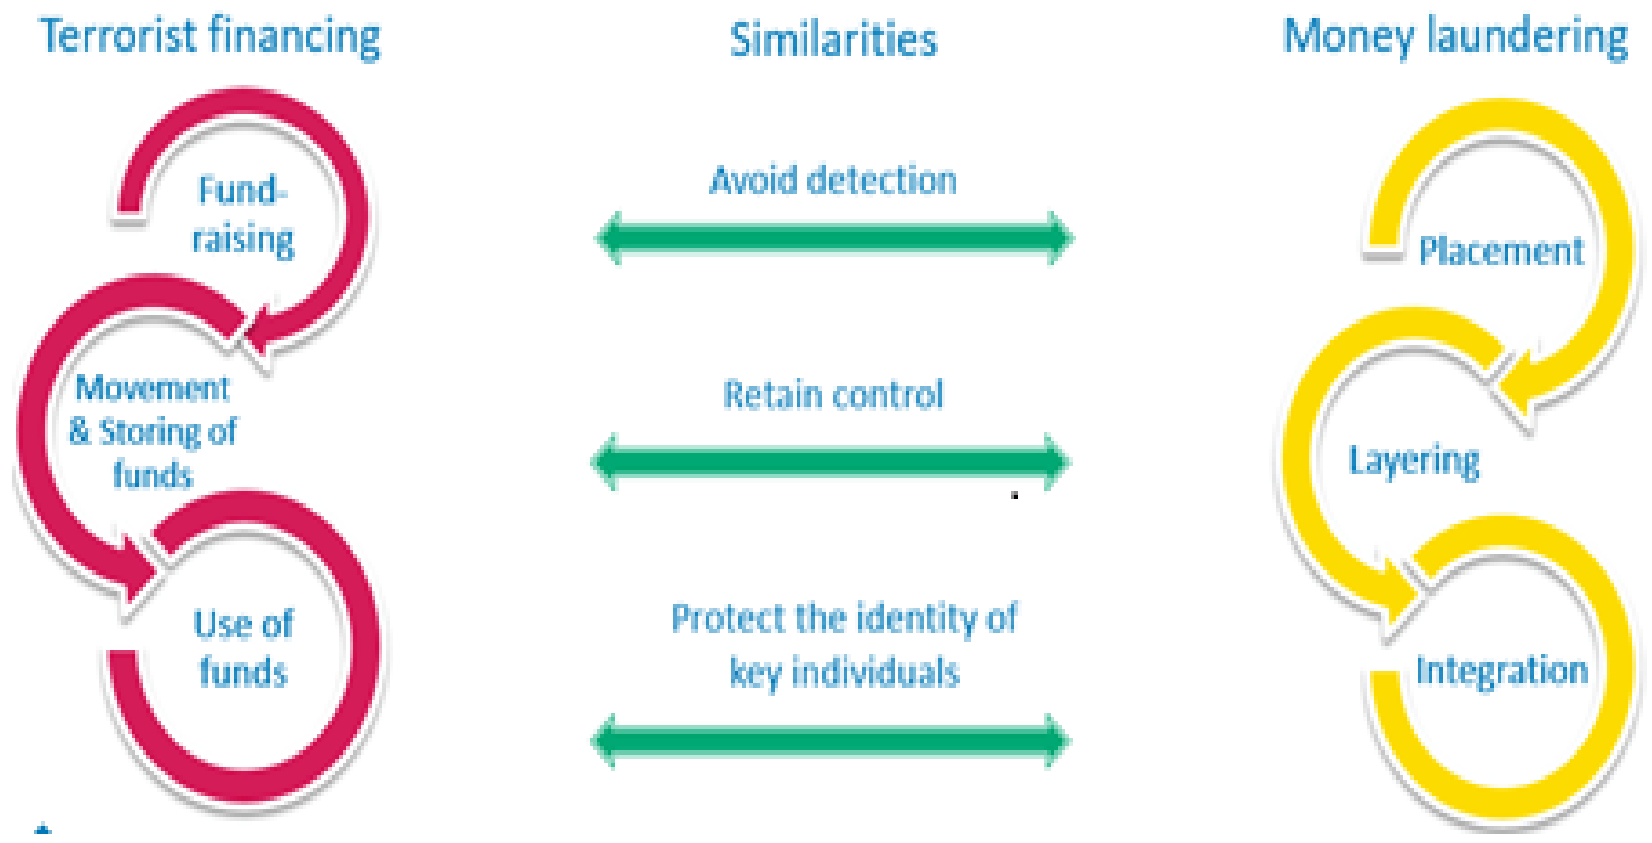 Terrorist financing
Similarities
Money laundering
Fund-
raising
Movement
& Storing of
funds
Use of
funds
Avoid detection
Retain control
Protect the identity of
key individuals
Placement
Layering
Integration